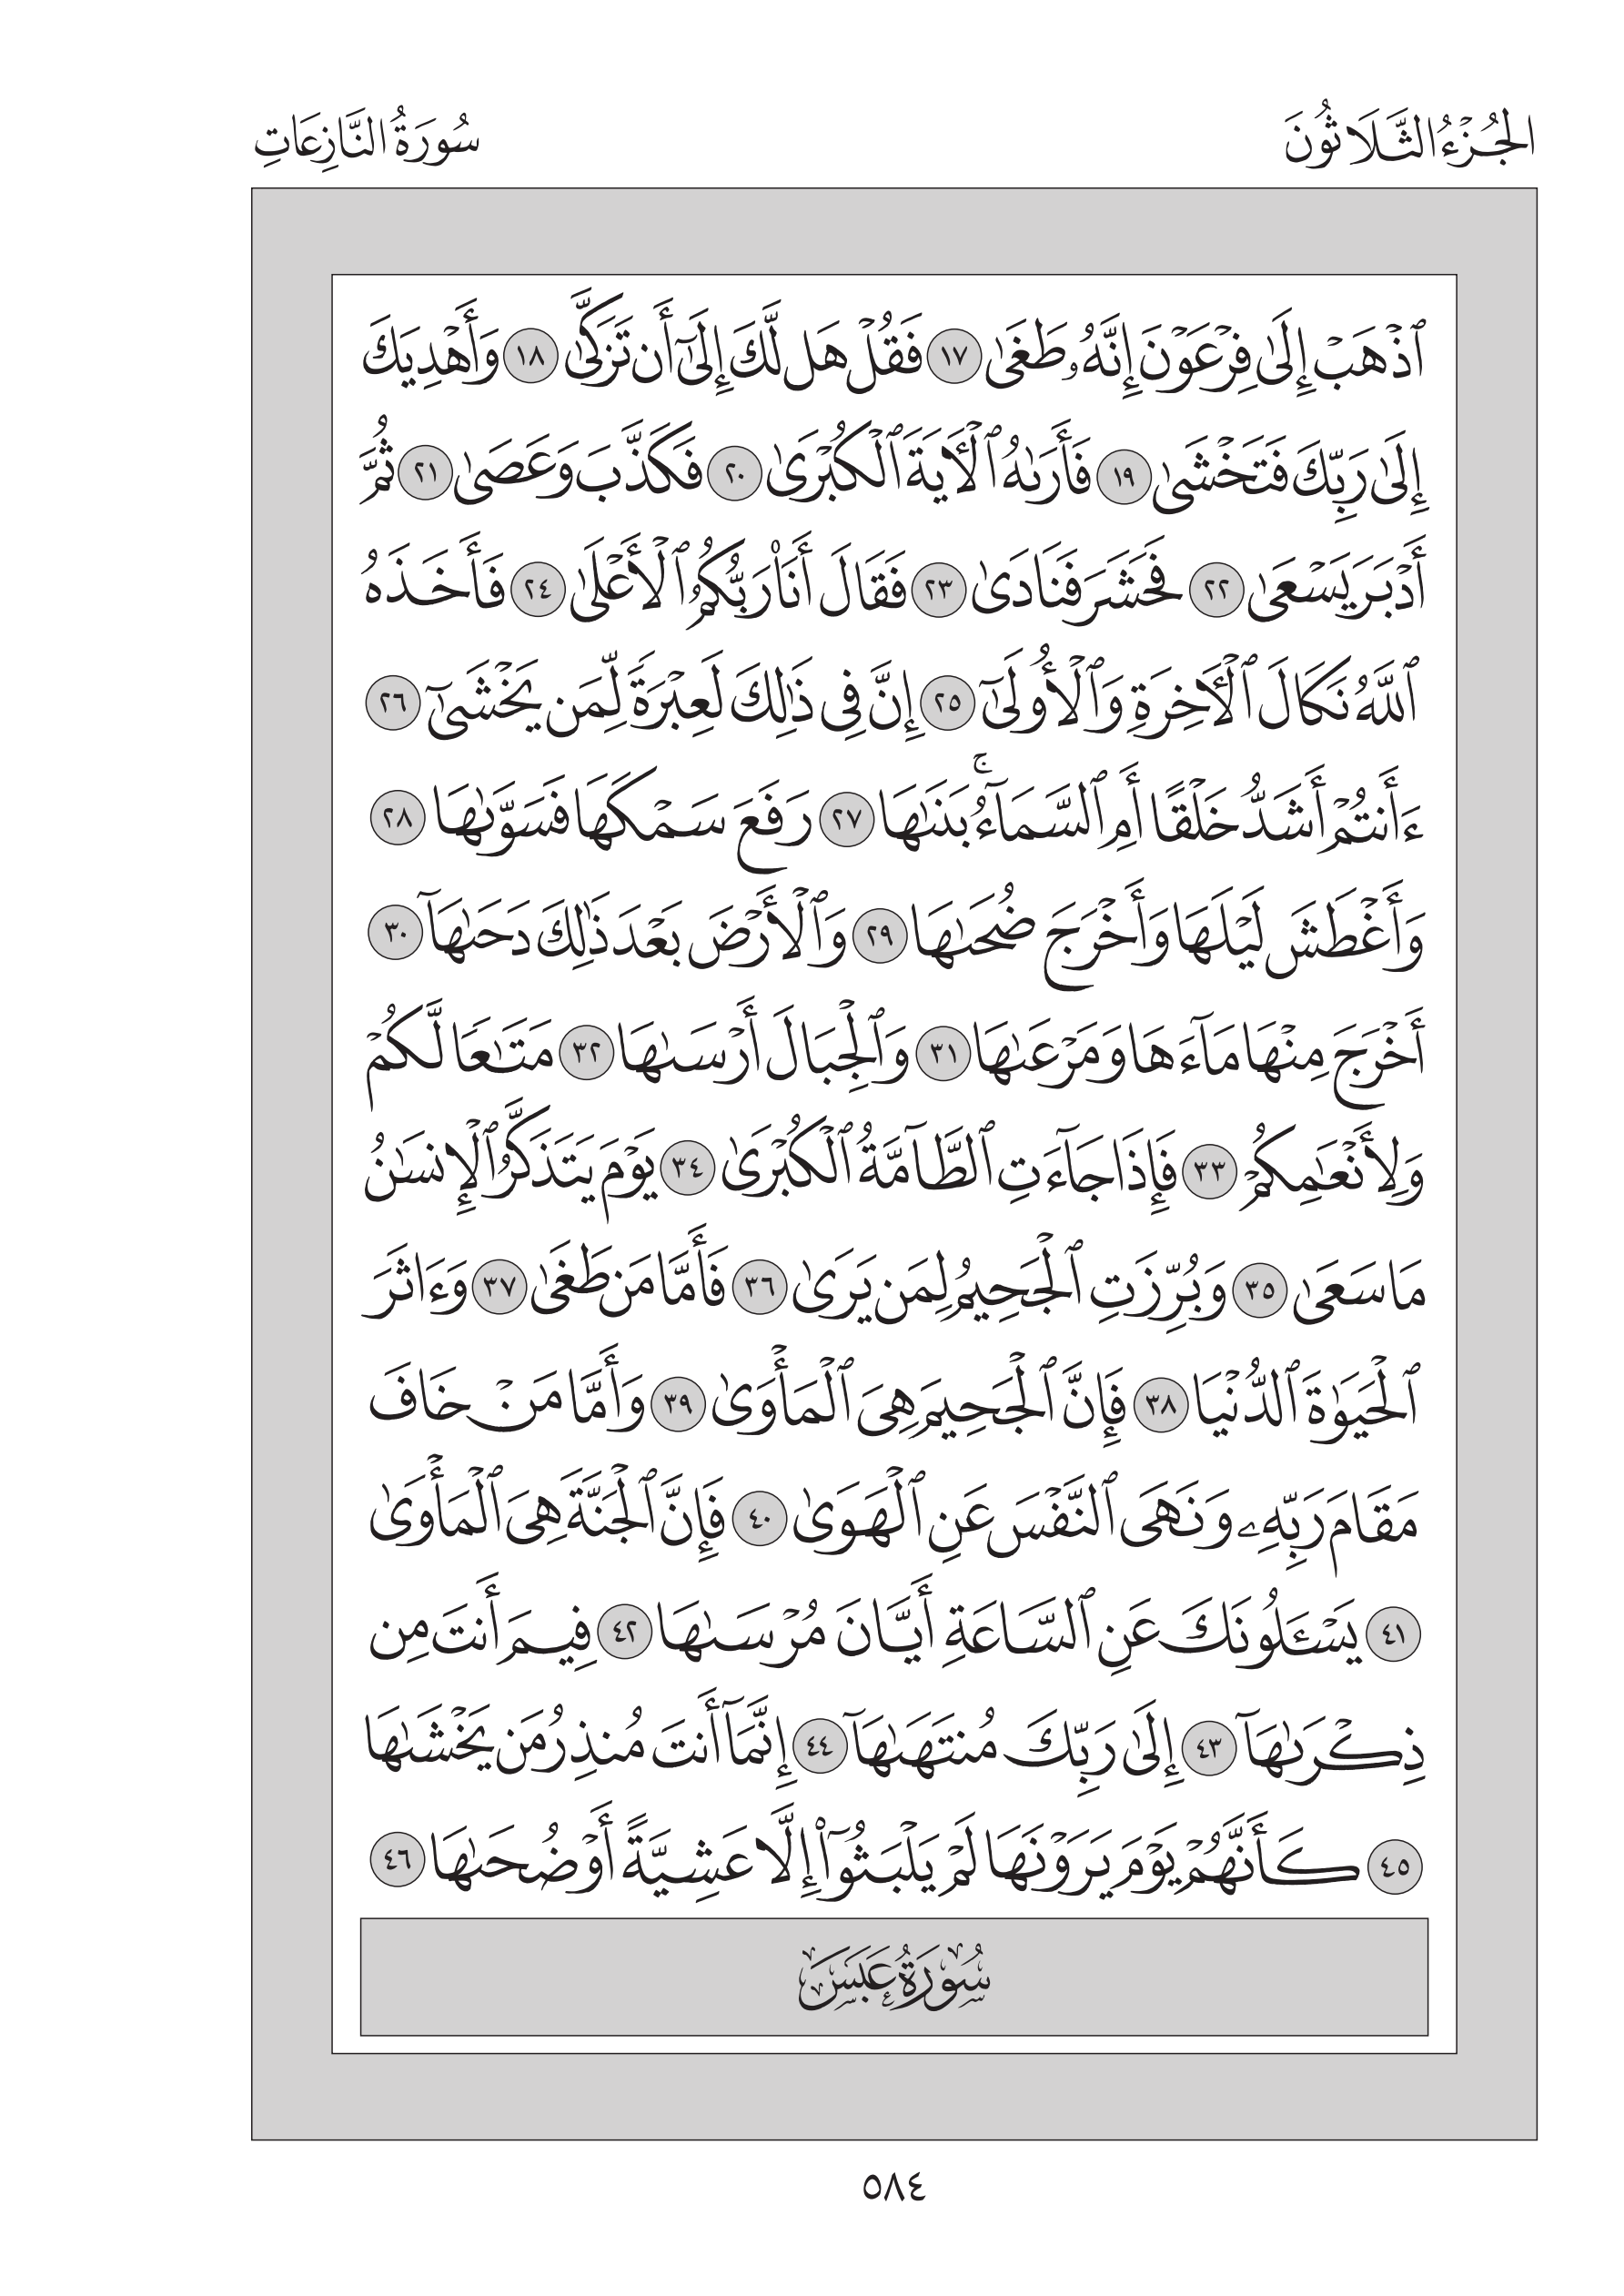 الجُزْءُ الثَّلَاثُونَ
سُورَةُ النَّازِعَاتِ
ٱذْهَبْ إِلَىٰ فِرْعَوْنَ إِنَّهُۥ طَغَىٰ ١٧ فَقُلْ هَل لَّكَ إِلَىٰٓ أَن تَزَكَّىٰ ١٨ وَأَهْدِيَكَ
إِلَىٰ رَبِّكَ فَتَخْشَىٰ ١٩ فَأَرَىٰهُ ٱلْـَٔايَةَ ٱلْكُبْرَىٰ ٢٠ فَكَذَّبَ وَعَصَىٰ ٢١ ثُمَّ
أَدْبَرَ يَسْعَىٰ ٢٢ فَحَشَرَ فَنَادَىٰ ٢٣ فَقَالَ أَنَا۠ رَبُّكُمُ ٱلْأَعْلَىٰ ٢٤ فَأَخَذَهُ
ٱللَّهُ نَكَالَ ٱلْـَٔاخِرَةِ وَٱلْأُولَىٰٓ ٢٥ إِنَّ فِى ذَٰلِكَ لَعِبْرَةً لِّمَن يَخْشَىٰٓ ٢٦
ءَأَنتُمْ أَشَدُّ خَلْقًا أَمِ ٱلسَّمَآءُ ۚ بَنَىٰهَا ٢٧ رَفَعَ سَمْكَهَا فَسَوَّىٰهَا ٢٨
وَأَغْطَشَ لَيْلَهَا وَأَخْرَجَ ضُحَىٰهَا ٢٩ وَٱلْأَرْضَ بَعْدَ ذَٰلِكَ دَحَىٰهَآ ٣٠
أَخْرَجَ مِنْهَا مَآءَهَا وَمَرْعَىٰهَا ٣١ وَٱلْجِبَالَ أَرْسَىٰهَا ٣٢ مَتَـٰعًا لَّكُمْ
وَلِأَنْعَـٰمِكُمْ ٣٣ فَإِذَا جَآءَتِ ٱلطَّآمَّةُ ٱلْكُبْرَىٰ ٣٤ يَوْمَ يَتَذَكَّرُ ٱلْإِنسَـٰنُ
مَا سَعَىٰ ٣٥ وَبُرِّزَتِ ٱلْجَحِيمُ لِمَن يَرَىٰ ٣٦ فَأَمَّا مَن طَغَىٰ ٣٧ وَءَاثَرَ
ٱلْحَيَوٰةَ ٱلدُّنْيَا ٣٨ فَإِنَّ ٱلْجَحِيمَ هِىَ ٱلْمَأْوَىٰ ٣٩ وَأَمَّا مَنْ خَافَ
مَقَامَ رَبِّهِۦ وَنَهَى ٱلنَّفْسَ عَنِ ٱلْهَوَىٰ ٤٠ فَإِنَّ ٱلْجَنَّةَ هِىَ ٱلْمَأْوَىٰ
٤١ يَسْـَٔلُونَكَ عَنِ ٱلسَّاعَةِ أَيَّانَ مُرْسَىٰهَا ٤٢ فِيمَ أَنتَ مِن
ذِكْرَىٰهَآ ٤٣ إِلَىٰ رَبِّكَ مُنتَهَىٰهَآ ٤٤ إِنَّمَآ أَنتَ مُنذِرُ مَن يَخْشَىٰهَا
٤٥ كَأَنَّهُمْ يَوْمَ يَرَوْنَهَا لَمْ يَلْبَثُوٓا۟ إِلَّا عَشِيَّةً أَوْ ضُحَىٰهَا ٤٦
سُورَةُ عَبَسَ
٥٨٤